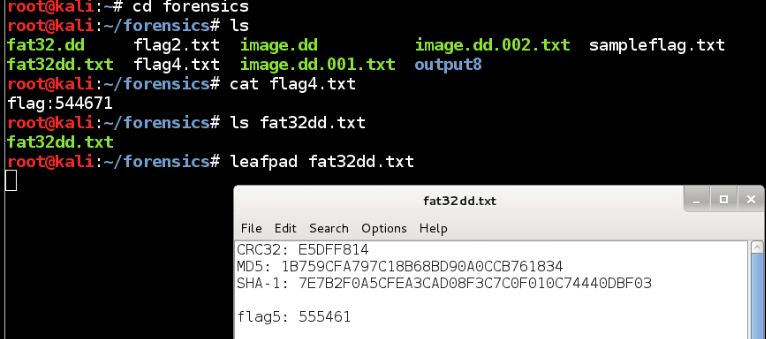 root@kali:~# cd forensics
root@kali:~/forensics# ls
fat32.dd flag2.txt image.dd image.dd.002.txt sampleflag.txt
fat32dd.txt flag4.txt image.dd.001.txt output8
root@kali:~/forensics# cat flag4.txt
flag:544671
root@kali:~/forensics# ls fat32dd.txt
fat32dd.txt
root@kali:~/forensics# leafpad fat32dd.txt
fat32dd.txt
File Edit Search Options Help
CRC32: E5DFF814
MD5: 1B759CFA797C18B68BD90A0CCB761834
SHA-1: 7E7B2F0A5CFEA3CAD08F3C7C0F010C74440DBF03
flag5: 555461